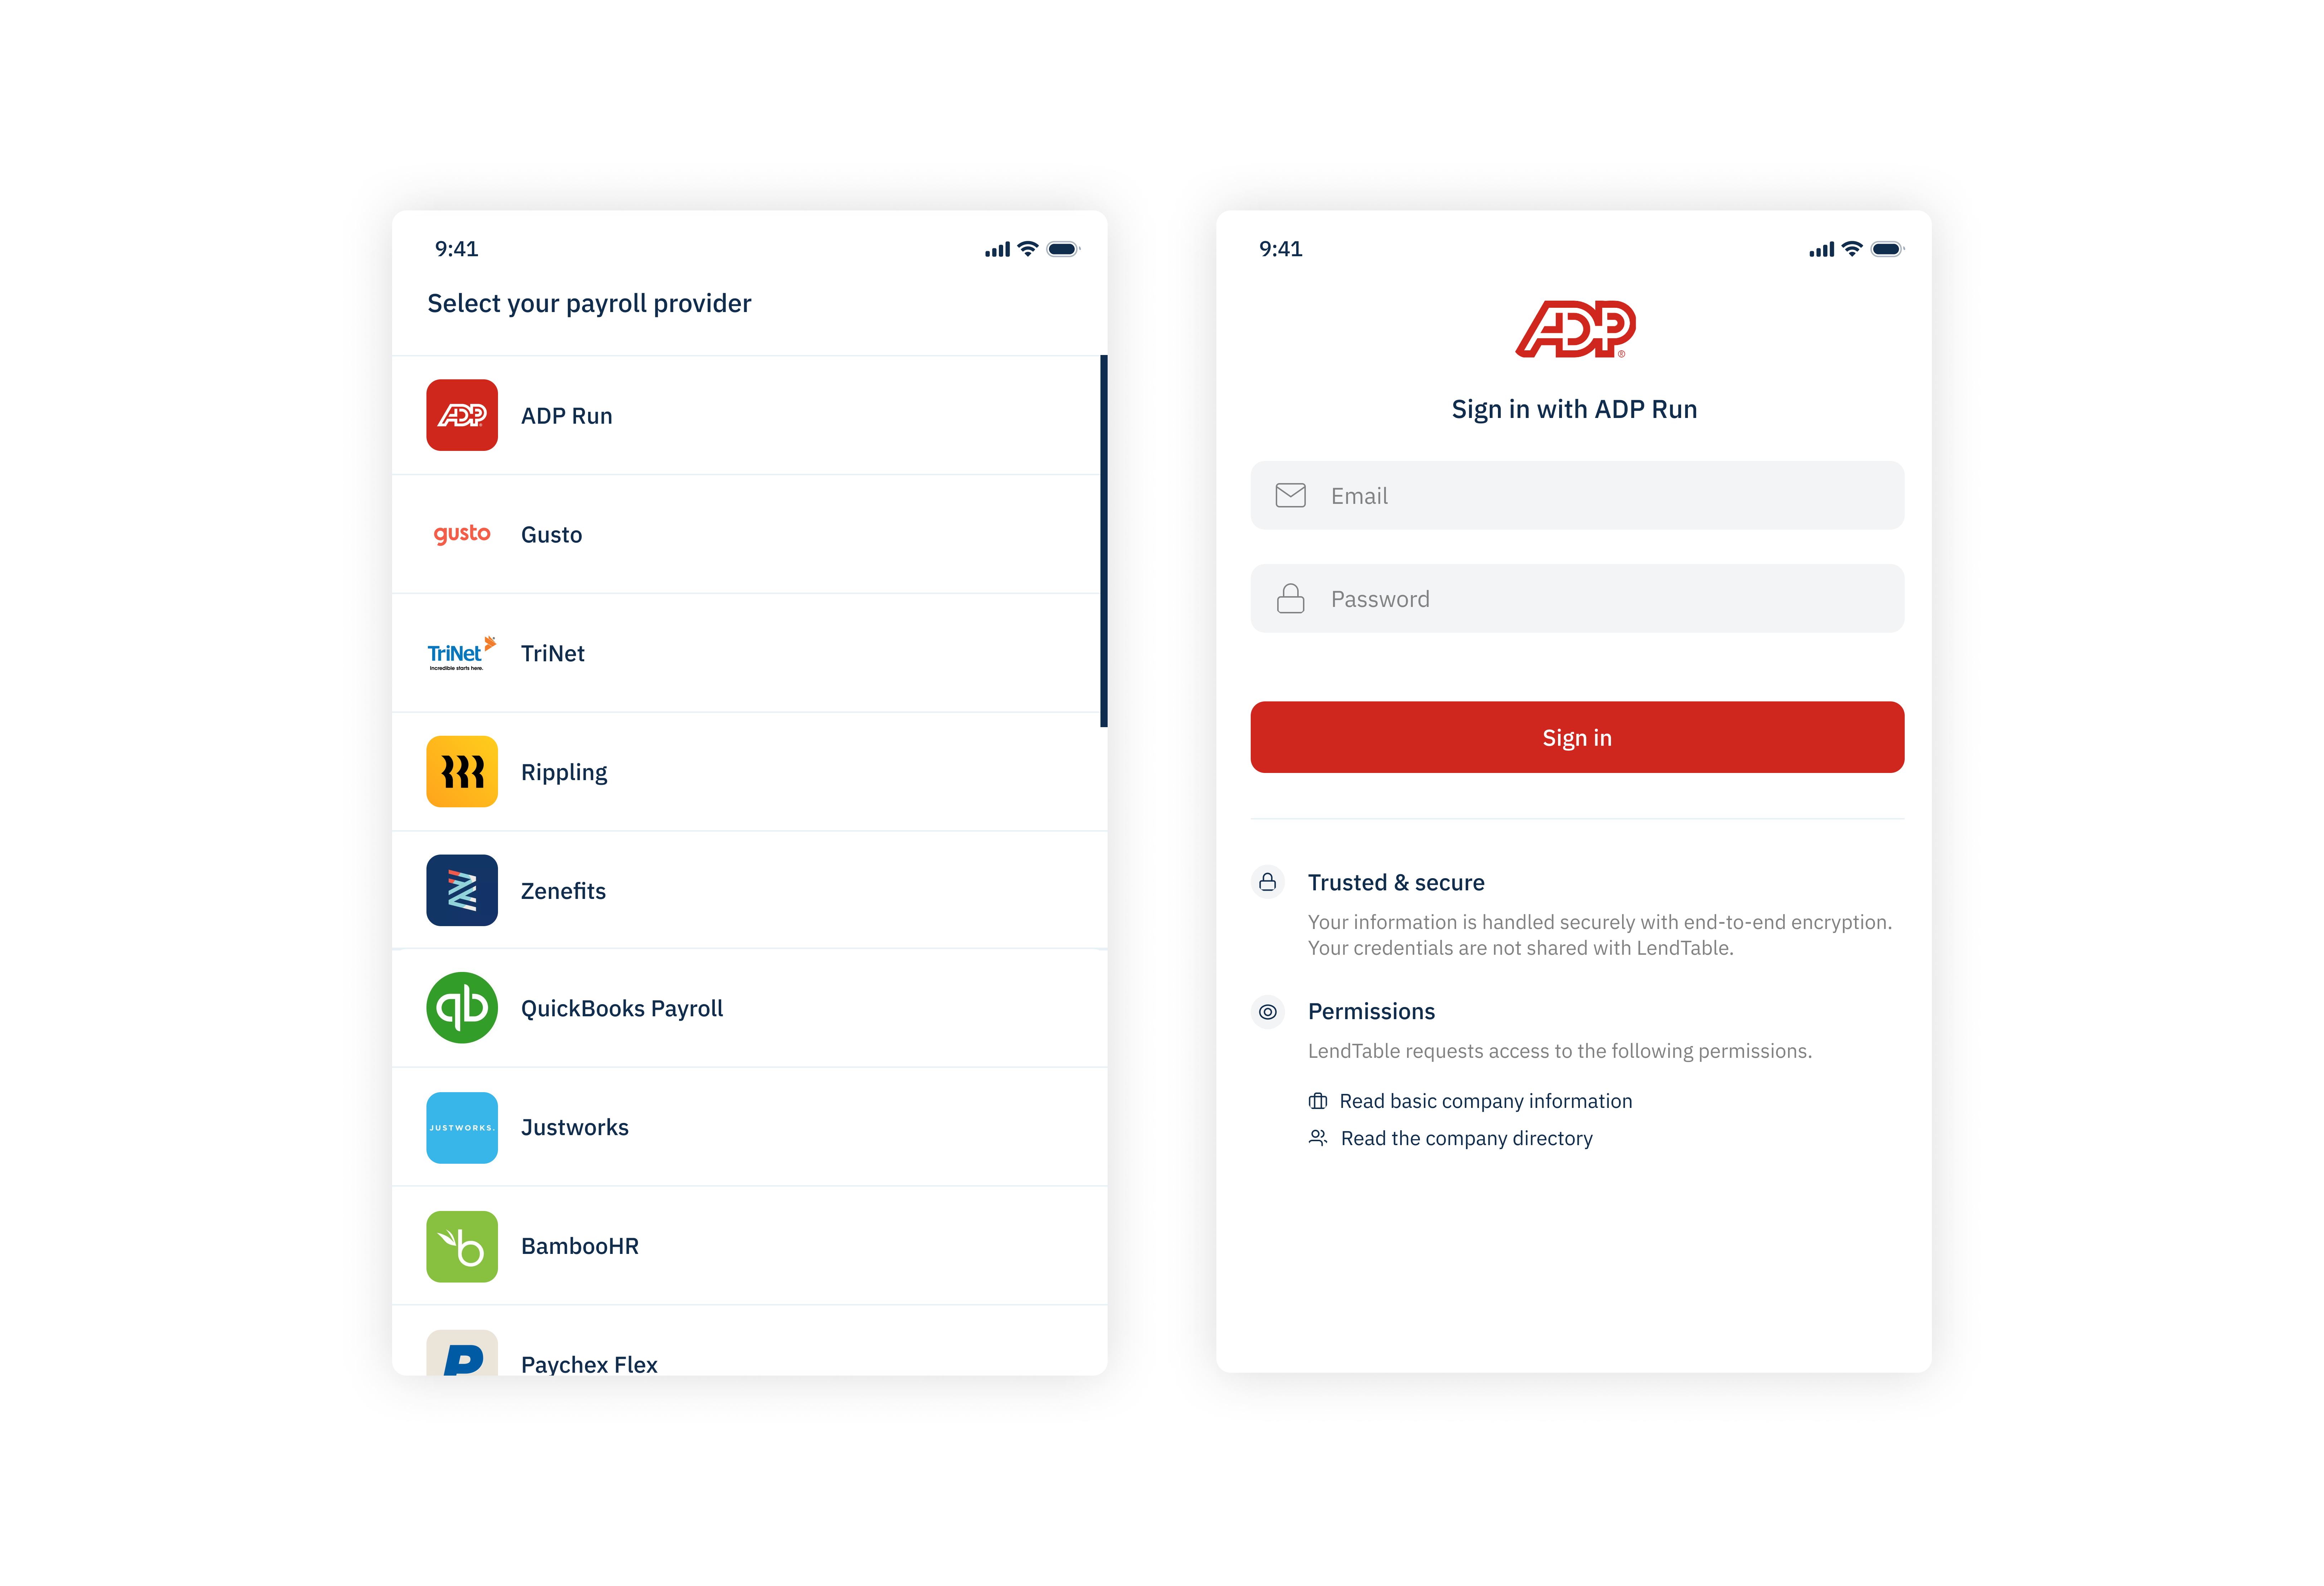 9:41
Select your payroll provider
ADP
ADP Run
gusto
Gusto
TriNet
Incredible starts here.
TriNet
Rippling
Zenefits
qb
QuickBooks Payroll
JUSTWORKS.
Justworks
b
BambooHR
P
Paychex Flex
9:41
ADP®
Sign in with ADP Run
Email
Password
Sign in
Trusted & secure
Your information is handled securely with end-to-end encryption.
Your credentials are not shared with LendTable.
Permissions
LendTable requests access to the following permissions.
Read basic company information
Read the company directory